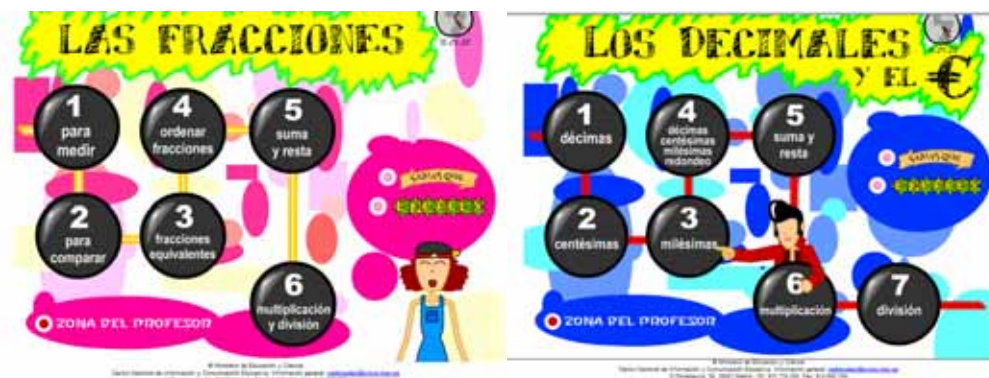 LAS FRACCIONES
1
para
medir
4
ordenar
fracciones
5
suma
y resta
2
para
comparar
3
fracciones
equivalentes
6
multiplicación
y división
ZONA DEL PROFESOR
LOS DECIMALES
Y EL €
1
décimas
4
décimas
centésimas
milésimas
redondeo
5
suma y
resta
2
centésimas
3
milésimas
6
multiplicación
7
división
ZONA DEL PROFESOR